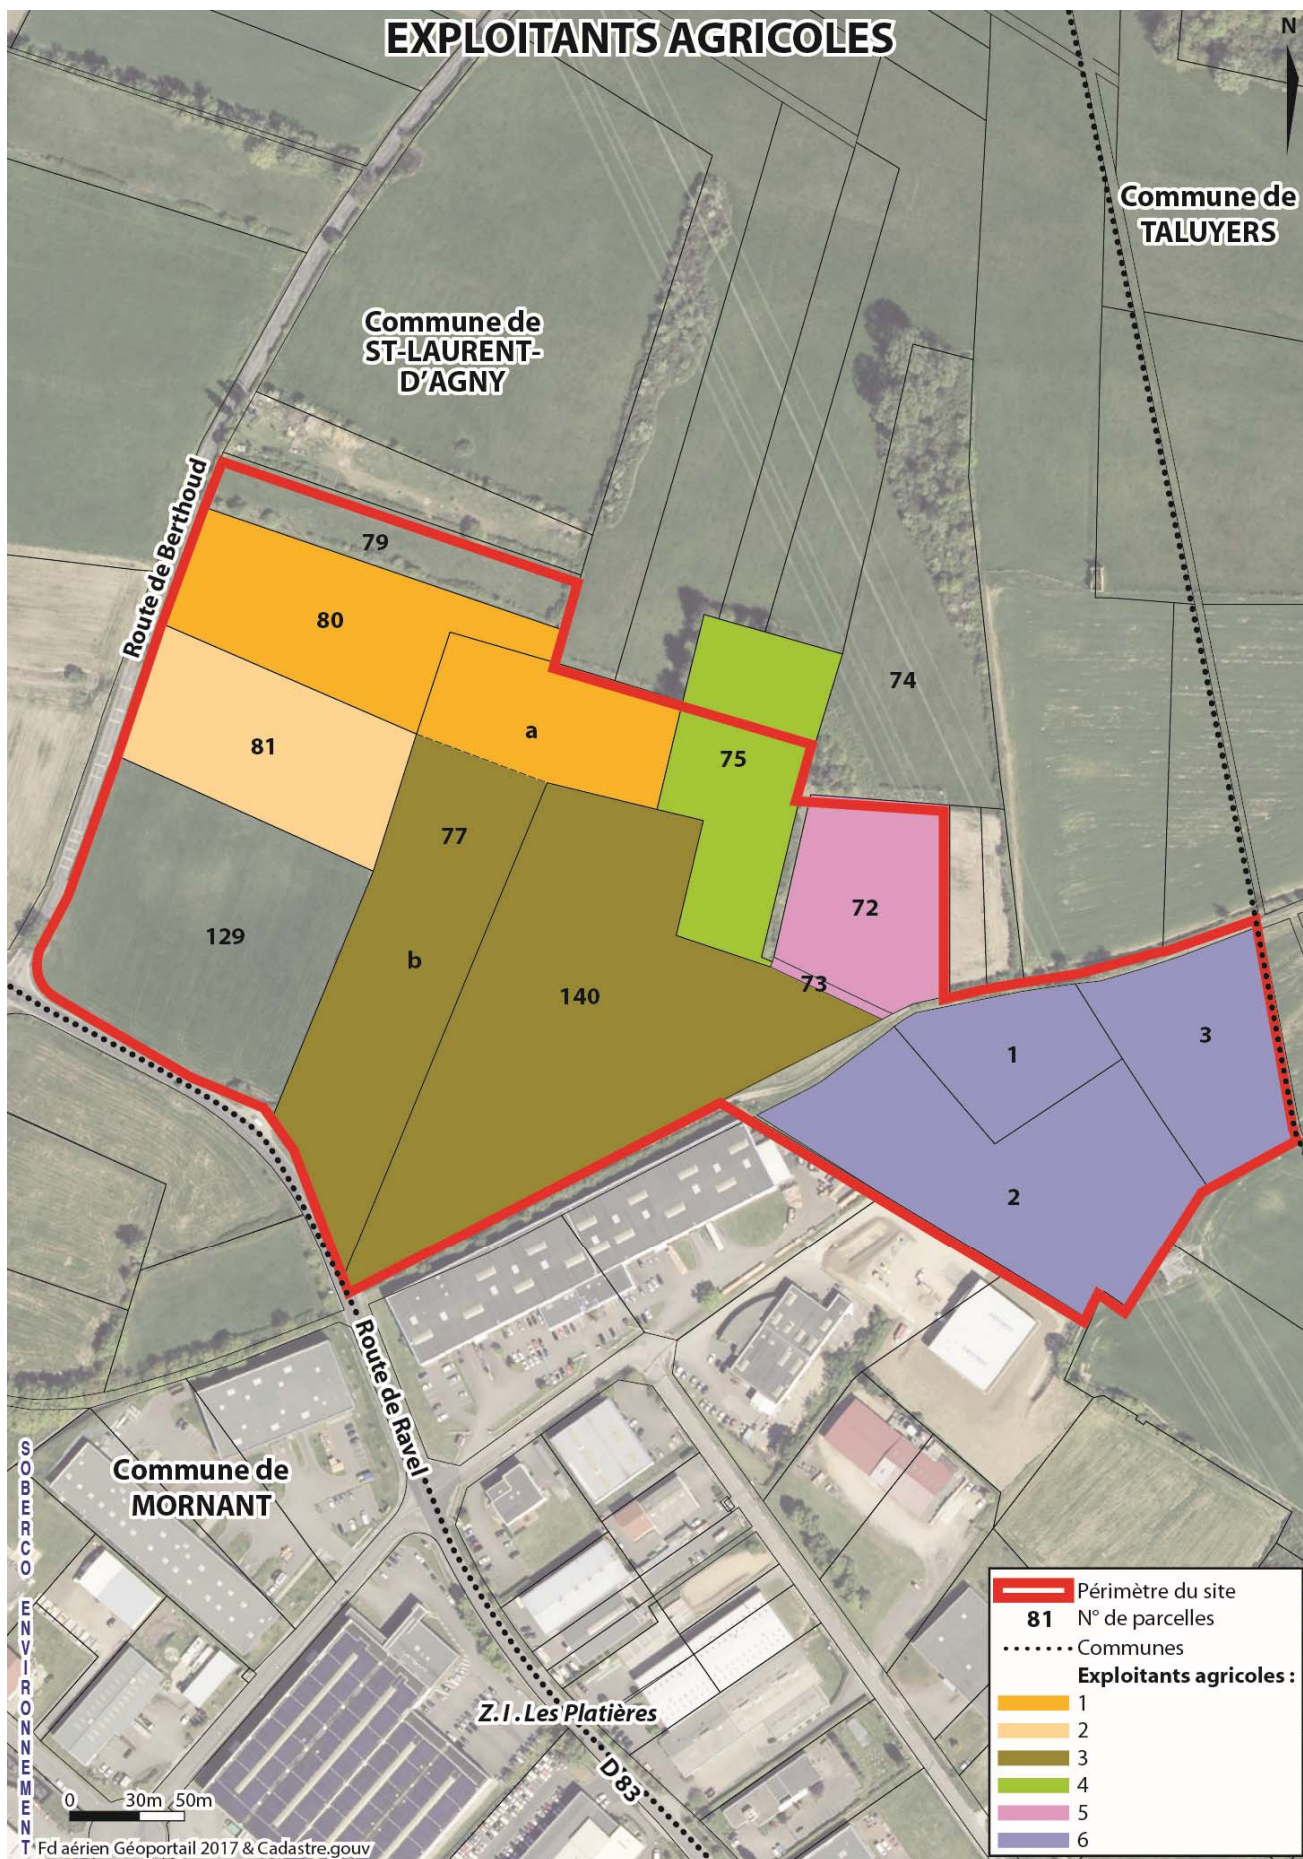 EXPLOITANTS AGRICOLES
N
Commune de
TALUYERS
Commune de
ST-LAURENT-
D'AGNY
Route de Berthoud
79
80
74
a
81
75
77
72
129
b
73
140
1
3
2
Route de Ravel
Commune de
MORNANT
SOBERCO ENVIRONNEMENT
Z.I. Les Platières
D 83
0 30m 50m
Fd aérien Géoportail 2017 & Cadastre.gouv
Périmètre du site
81 N° de parcelles
Communes
Exploitants agricoles :
1
2
3
4
5
6